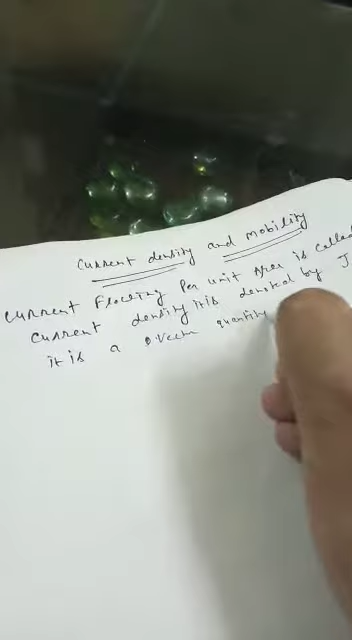 Current density and mobility
Current Flowing Per unit Area is called
Current density it is denoted by J
it is a Vector quantity